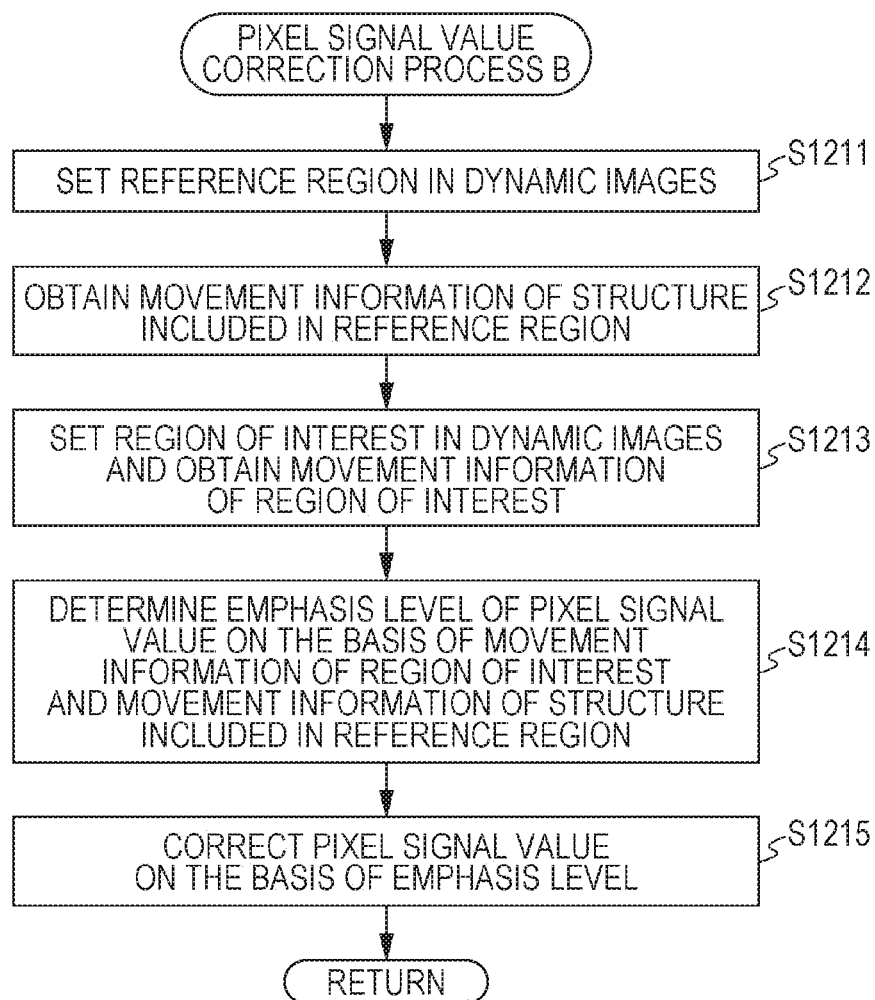 PIXEL SIGNAL VALUE
CORRECTION PROCESS B
S1211
SET REFERENCE REGION IN DYNAMIC IMAGES
S1212
OBTAIN MOVEMENT INFORMATION OF STRUCTURE
INCLUDED IN REFERENCE REGION
S1213
SET REGION OF INTEREST IN DYNAMIC IMAGES
AND OBTAIN MOVEMENT INFORMATION
OF REGION OF INTEREST
S1214
DETERMINE EMPHASIS LEVEL OF PIXEL SIGNAL
VALUE ON THE BASIS OF MOVEMENT
INFORMATION OF REGION OF INTEREST
AND MOVEMENT INFORMATION OF STRUCTURE
INCLUDED IN REFERENCE REGION
S1215
CORRECT PIXEL SIGNAL VALUE
ON THE BASIS OF EMPHASIS LEVEL
RETURN